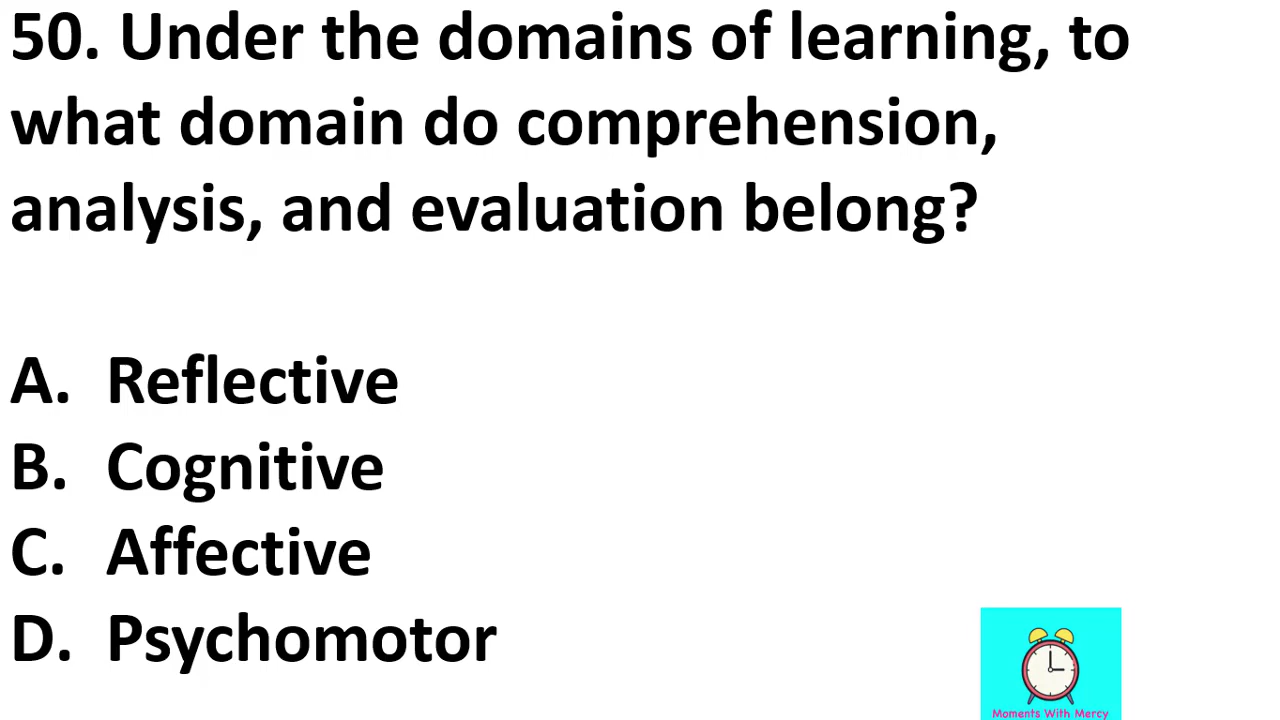 50. Under the domains of learning, to
what domain do comprehension,
analysis, and evaluation belong?
A. Reflective
B. Cognitive
C. Affective
D. Psychomotor
Moments With Mercy